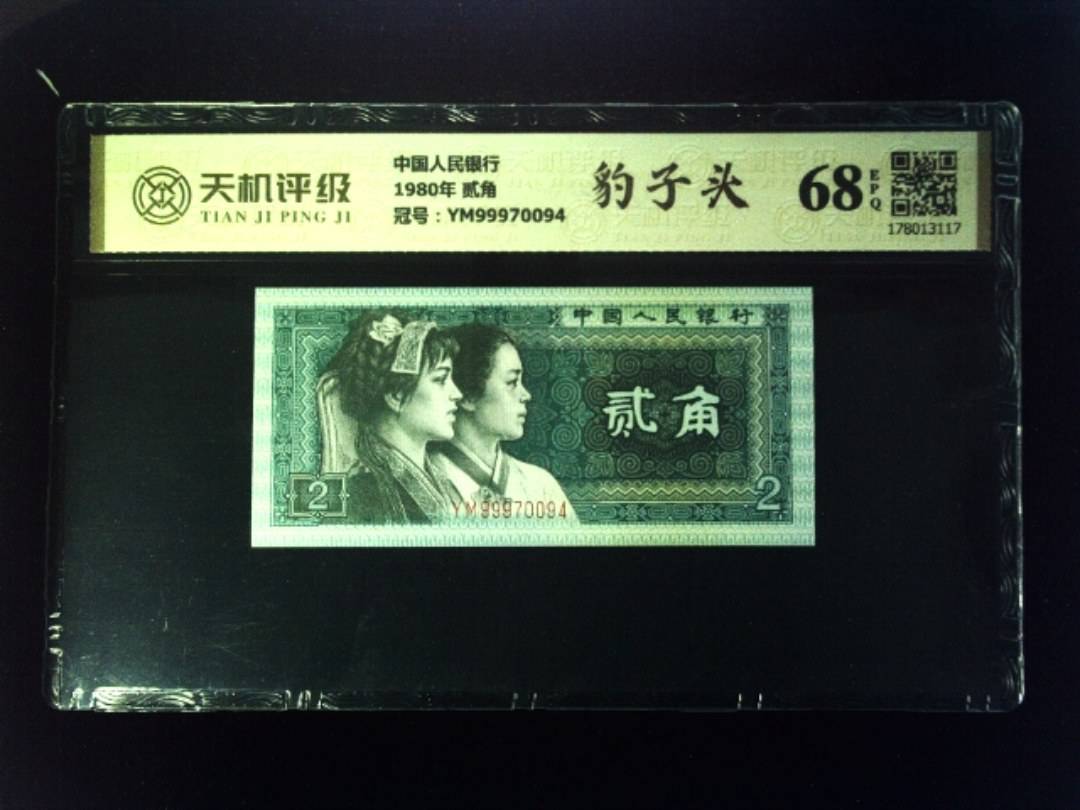 天机评级
TIAN JI PING JI
中国人民银行
1980年 贰角
冠号：YM99970094
豹子头
68
EPQ
178013117
中国人民银行
贰角
2
2
YM99970094